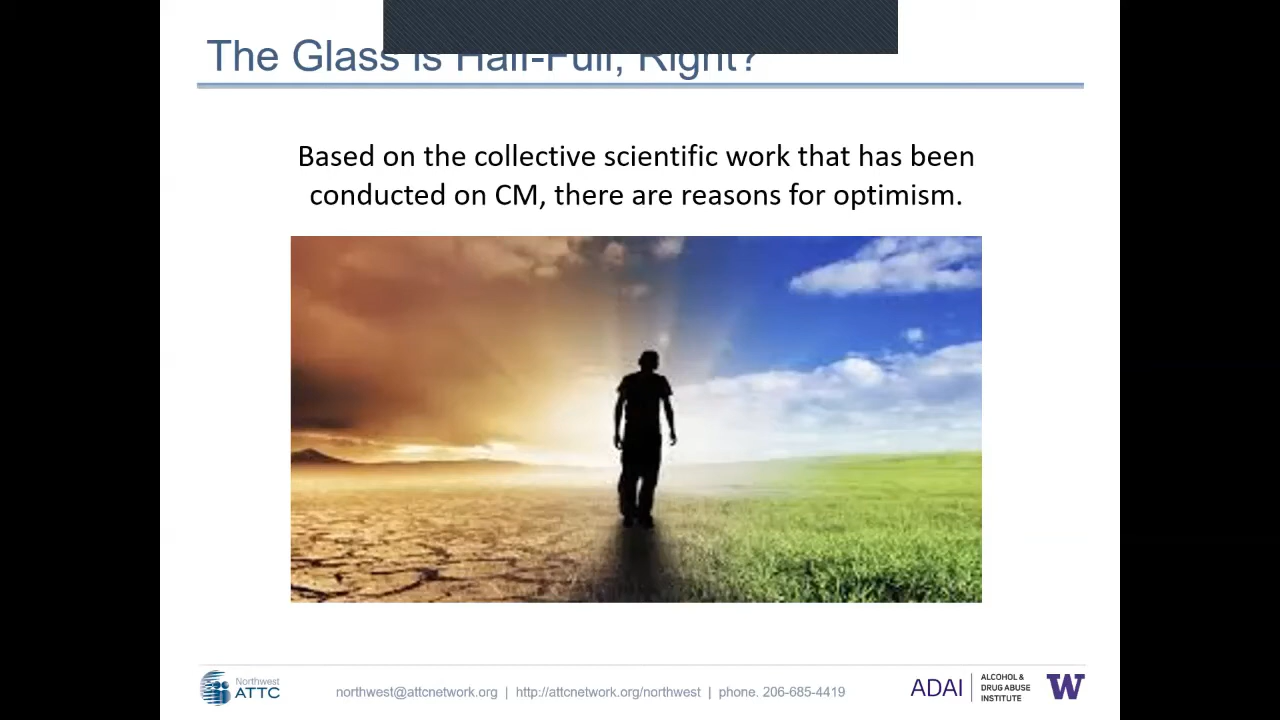 The Glass is Half-Full, Right?
Based on the collective scientific work that has been
conducted on CM, there are reasons for optimism.
Northwest
ATTC
northwest@attcnetwork.org | http://attcnetwork.org/northwest | phone. 206-685-4419
ADAI
ALCOHOL &
DRUG ABUSE
INSTITUTE
W